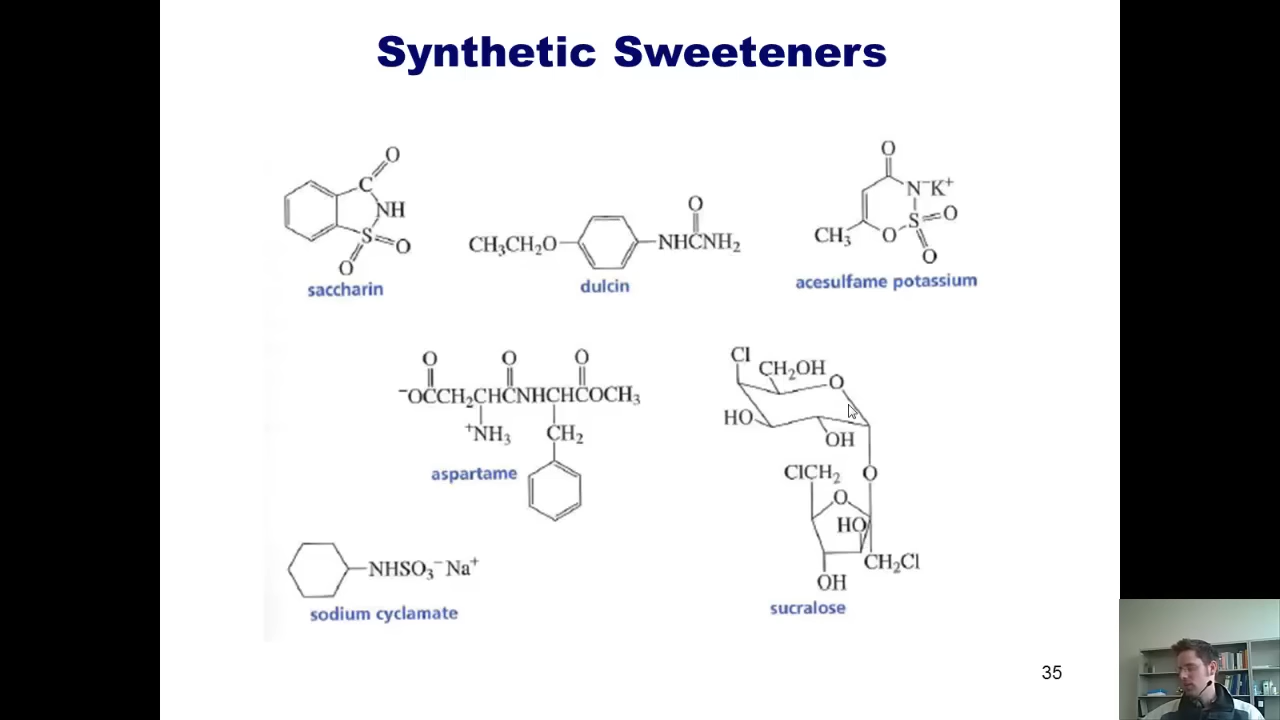 Synthetic Sweeteners
O
C
NH
S
O
O
saccharin
O
CH₃CH₂O
NHCNH₂
dulcin
O
N⁻K⁺
S
O
O
CH₃
O
acesulfame potassium
O O O
⁻OCCH₂CHCNHCHCOCH₃
⁺NH₃ CH₂
aspartame
Cl
CH₂OH
O
HO
OH
ClCH₂
O
O
HO
CH₂Cl
OH
sucralose
NHSO₃⁻ Na⁺
sodium cyclamate
35